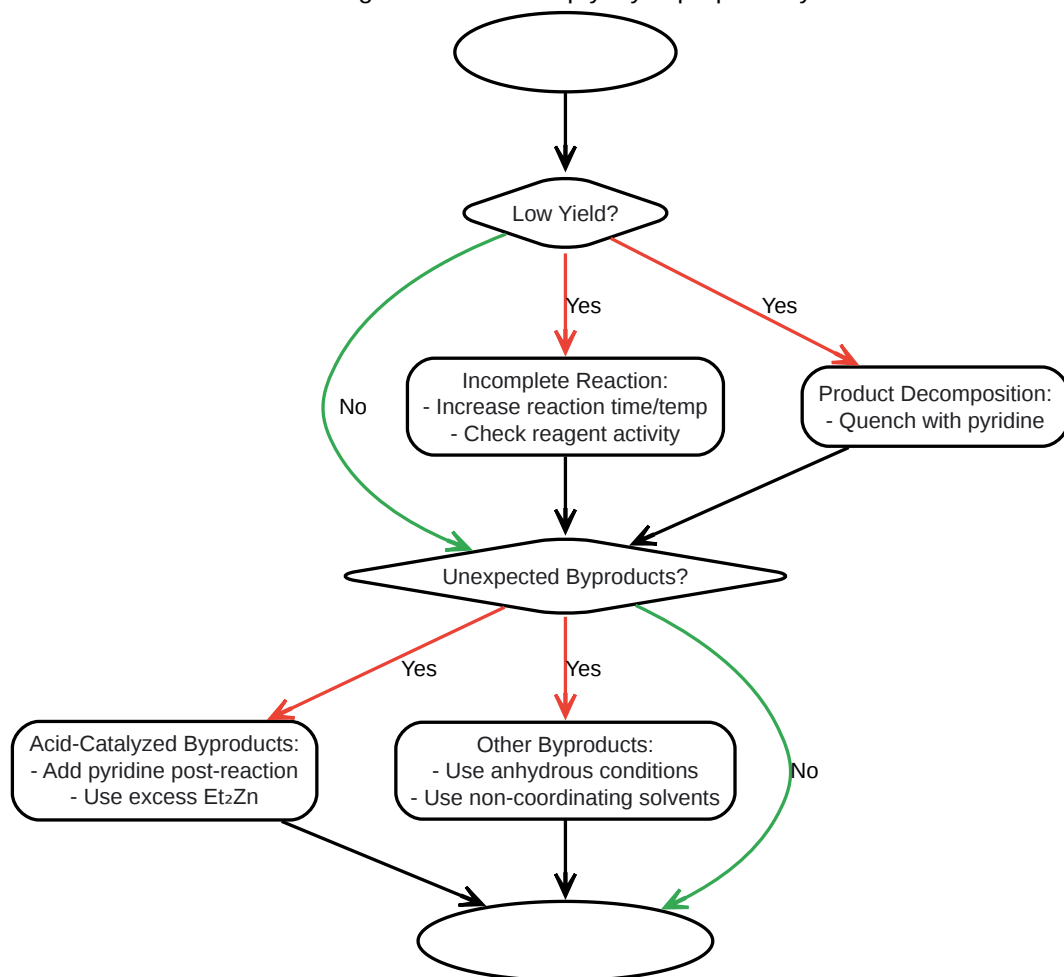 Low Yield?
Yes
Yes
Incomplete Reaction:
- Increase reaction time/temp
- Check reagent activity
Product Decomposition:
- Quench with pyridine
No
Unexpected Byproducts?
Yes
Yes
Acid-Catalyzed Byproducts:
- Add pyridine post-reaction
- Use excess Et₂Zn
Other Byproducts:
- Use anhydrous conditions
- Use non-coordinating solvents
No